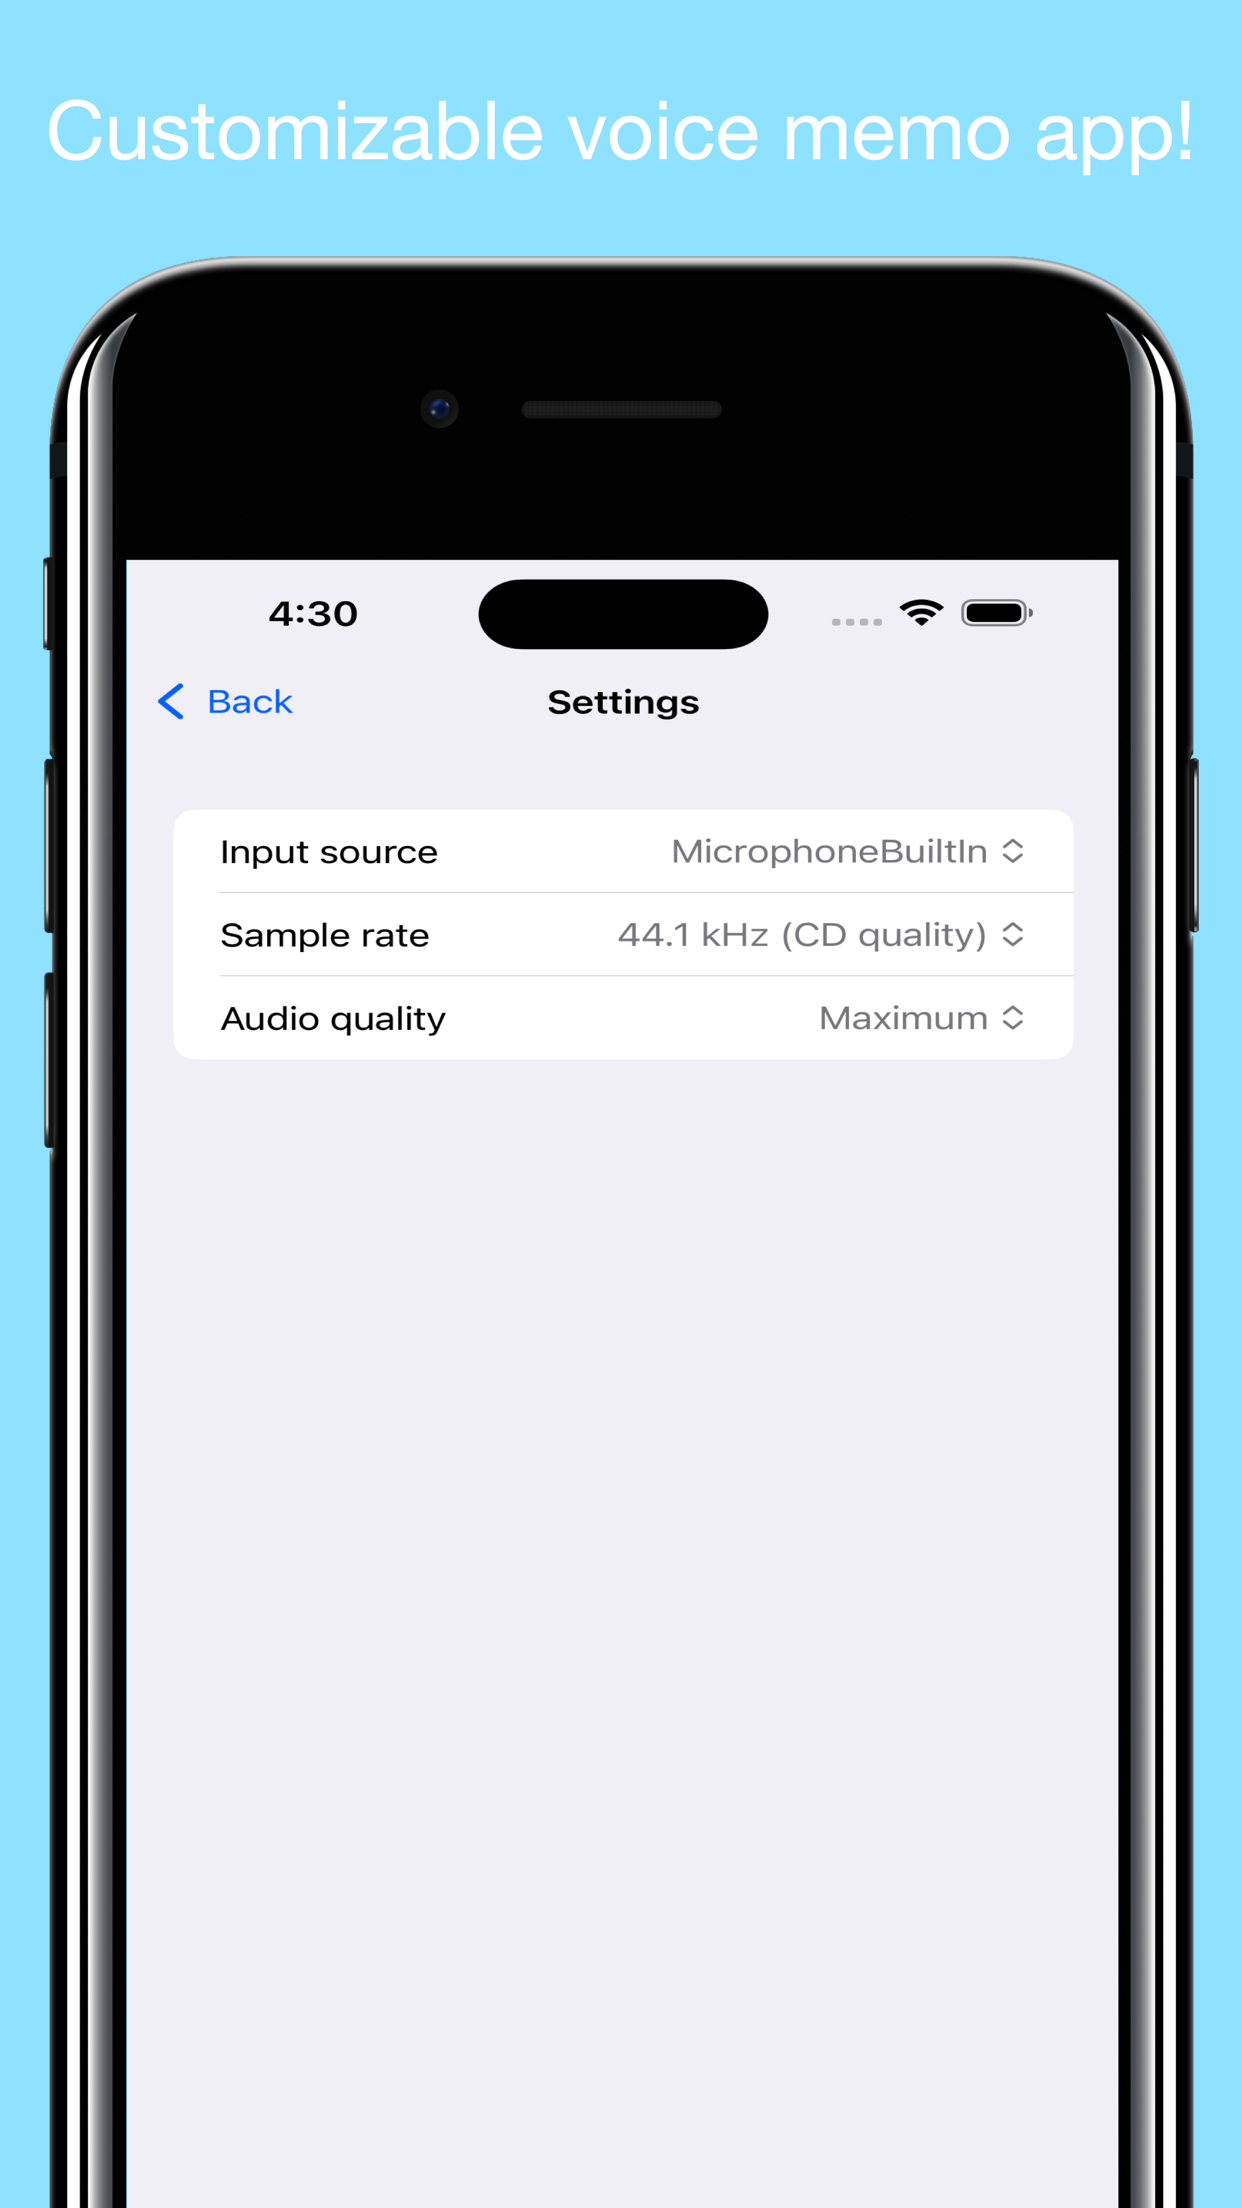 Customizable voice memo app!
4:30
Back
Settings
Input source MicrophoneBuiltIn
Sample rate 44.1 kHz (CD quality)
Audio quality Maximum